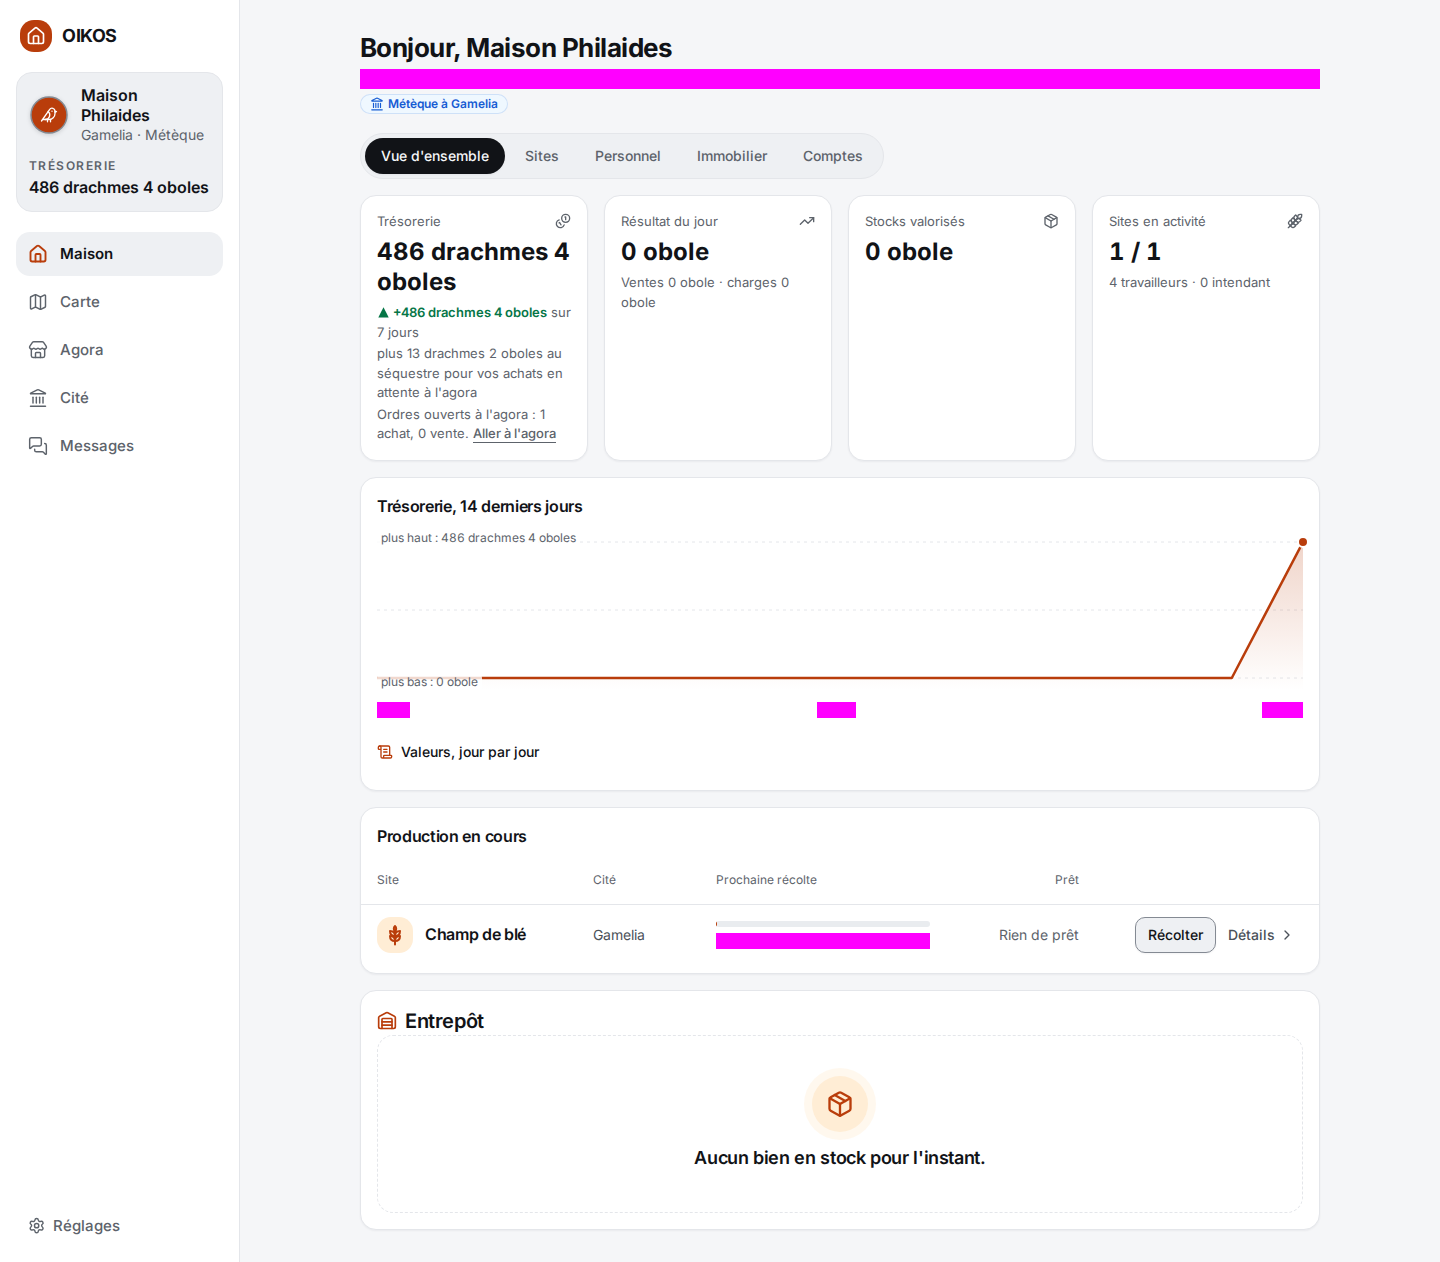 OIKOS
Maison
Philaides
Gamelia · Métèque
TRÉSORERIE
486 drachmes 4 oboles
Maison
Carte
Agora
Cité
Messages
Réglages
Bonjour, Maison Philaides
Métèque à Gamelia
Vue d'ensemble
Sites
Personnel
Immobilier
Comptes
Trésorerie
486 drachmes 4
oboles
+486 drachmes 4 oboles sur
7 jours
plus 13 drachmes 2 oboles au
séquestre pour vos achats en
attente à l'agora
Ordres ouverts à l'agora : 1
achat, 0 vente. Aller à l'agora
Résultat du jour
0 obole
Ventes 0 obole · charges 0
obole
Stocks valorisés
0 obole
Sites en activité
1 / 1
4 travailleurs · 0 intendant
Trésorerie, 14 derniers jours
plus haut : 486 drachmes 4 oboles
plus bas : 0 obole
Valeurs, jour par jour
Production en cours
Site
Cité
Prochaine récolte
Prêt
Champ de blé
Gamelia
Rien de prêt
Récolter
Détails
Entrepôt
Aucun bien en stock pour l'instant.